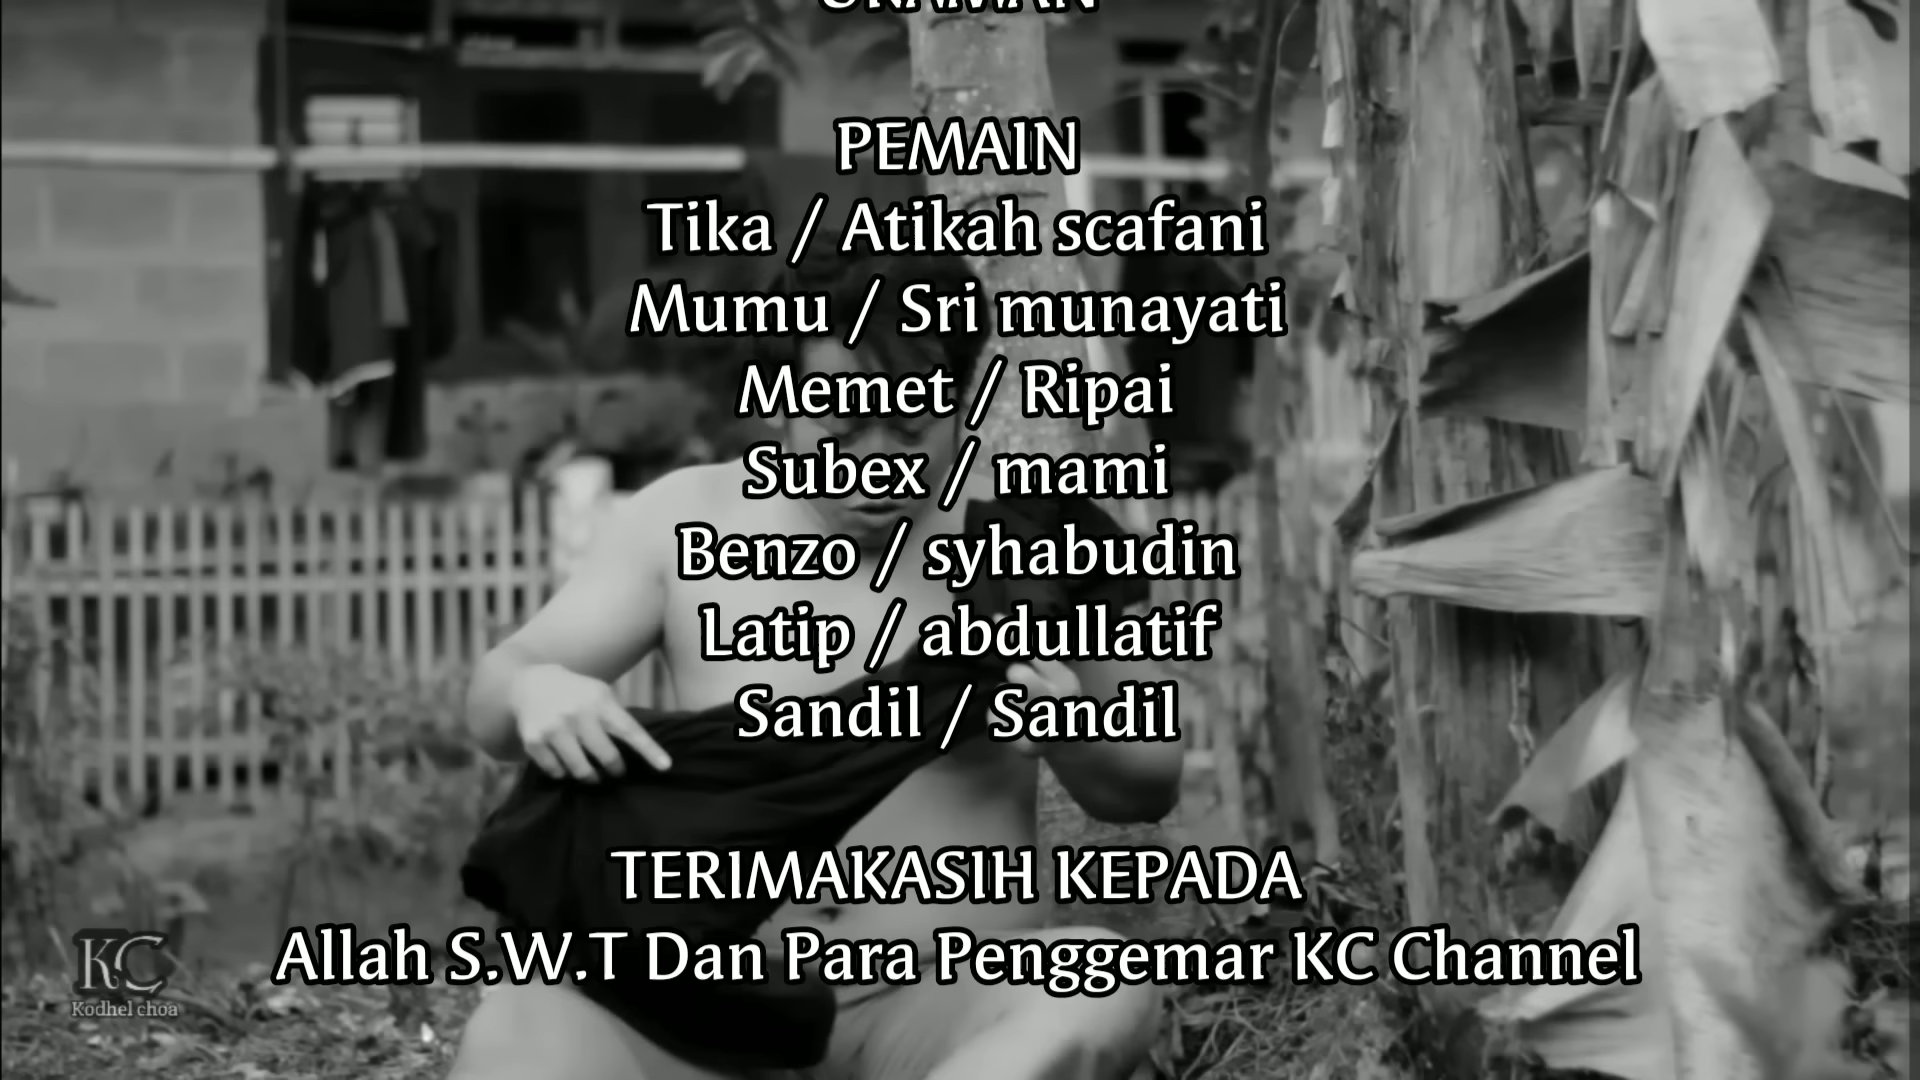 PEMAIN
Tika / Atikah scafani
Mumu / Sri munayati
Memet / Ripai
Subex / mami
Benzo / syhabudin
Latip / abdullatif
Sandil / Sandil
TERIMAKASIH KEPADA
Allah S.W.T Dan Para Penggemar KC Channel
KC
Kodhel choa